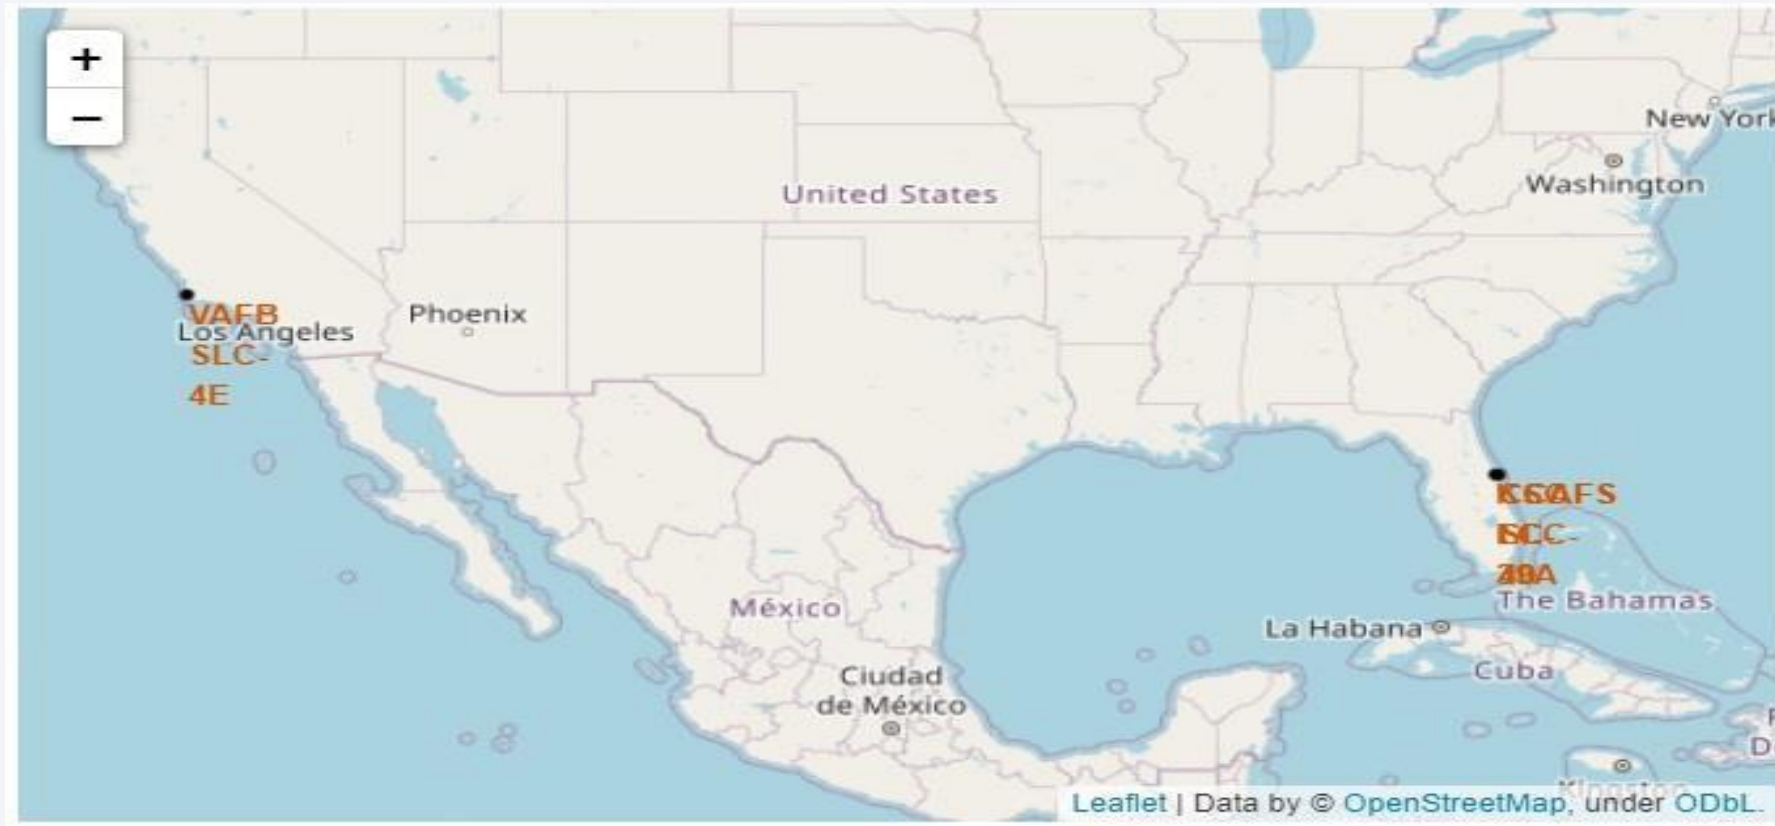 +
−
New York
Washington
United States
VAFB
Los Angeles
SLC-
4E
Phoenix
The Bahamas
México
La Habana
Cuba
Ciudad
de México
Kingston
D
Leaflet | Data by © OpenStreetMap, under ODbL.